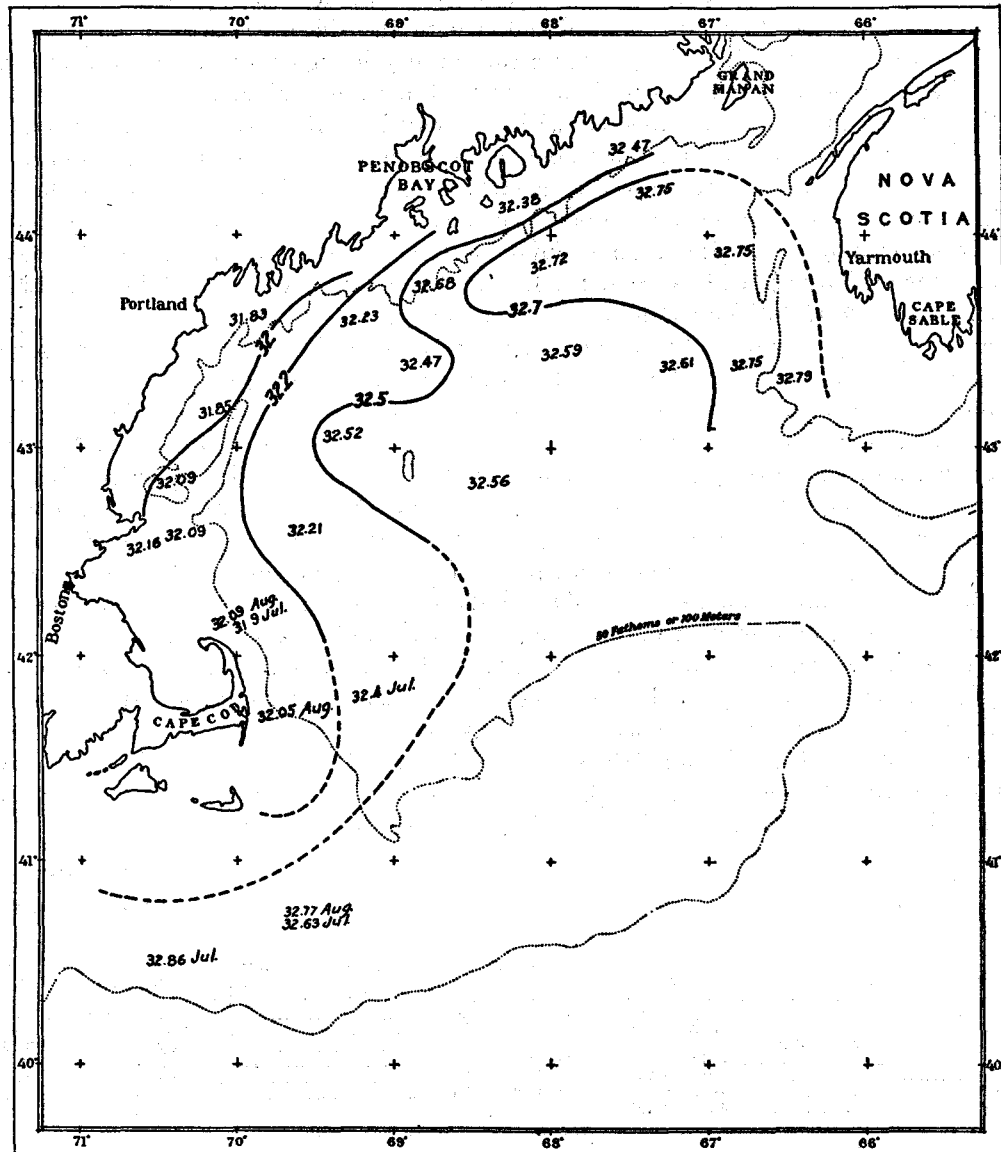 71° 70° 69° 68° 67° 66°
GRAND
MANAN
32.47
PENOBSCOT
BAY
32.75
NOVA
32.38
SCOTIA
44° 44°
32.75
Yarmouth
32.72
32.68
Portland
31.83
32.23
32.7
CAPE
SABLE
32
32.47
32.59
32.61
32.75
32.79
32.2
32.5
31.85
32.52
43° 43°
32.09
32.56
32.16 32.09
32.21
Boston
32.09 Aug.
31.9 Jul.
50 Fathoms or 100 Meters
42° 42°
32.4 Jul.
CAPE COD
32.05 Aug.
41° 41°
32.77 Aug.
32.63 Jul.
32.86 Jul.
40° 40°
71° 70° 69° 68° 67° 66°